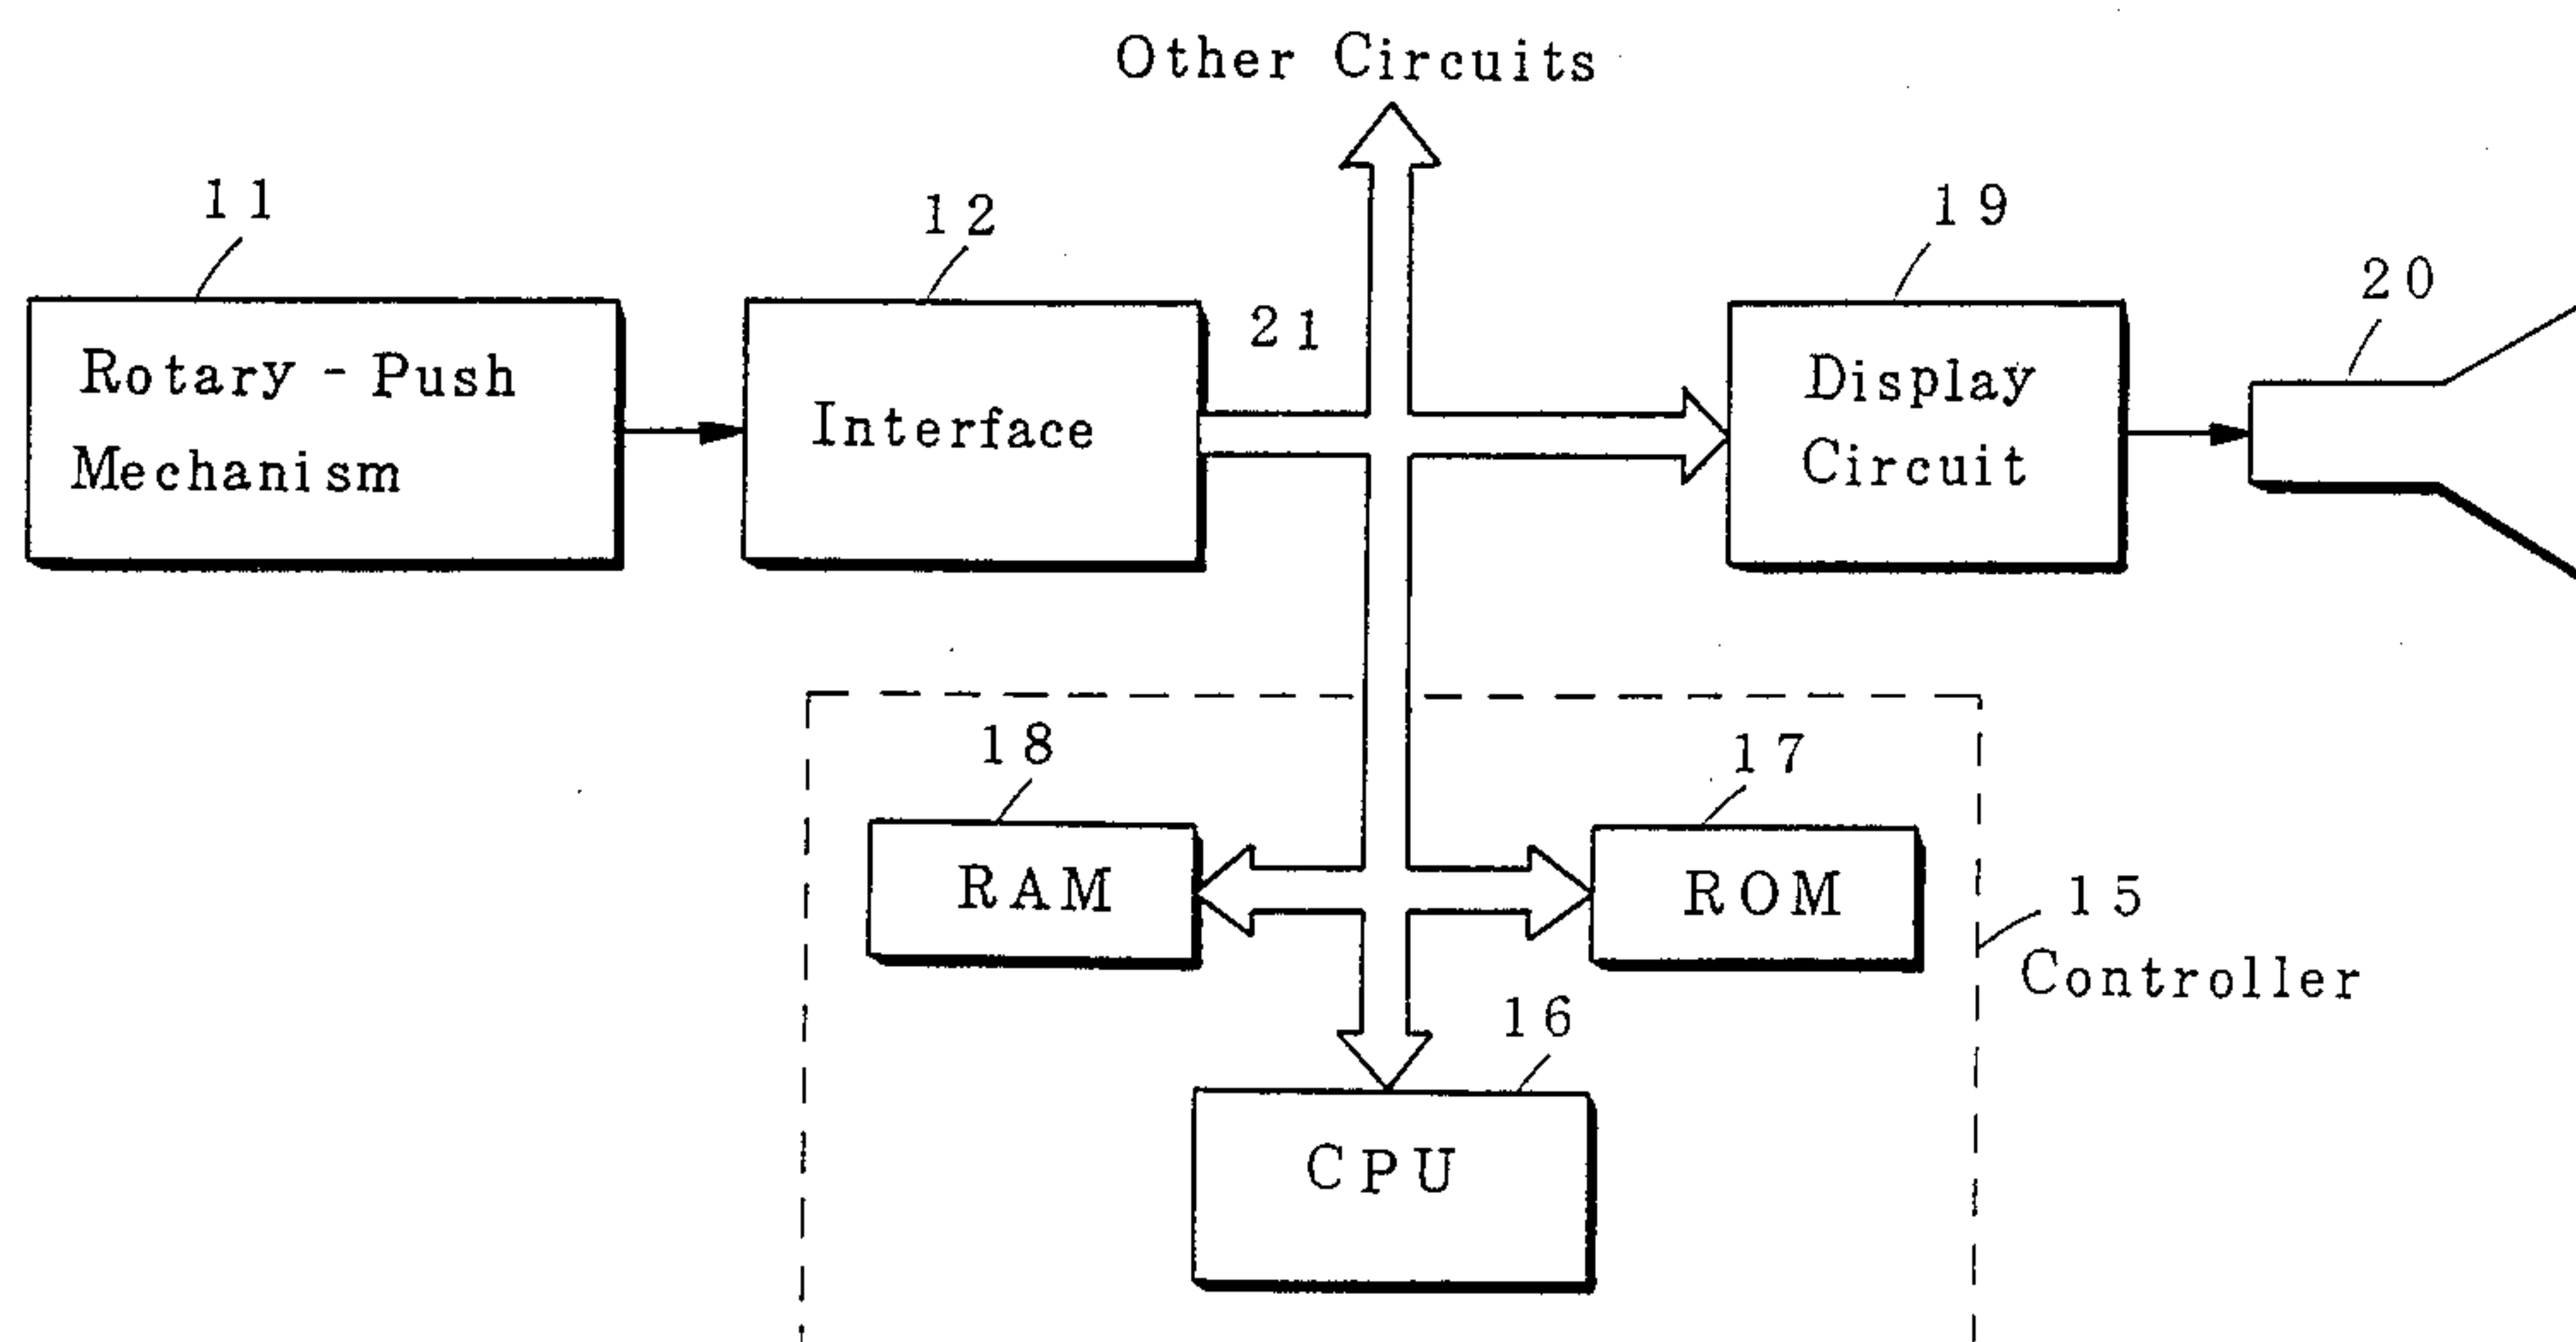 Other Circuits
11
12
19
20
21
Rotary - Push
Mechanism
Interface
Display
Circuit
18
17
RAM
ROM
15
Controller
16
CPU